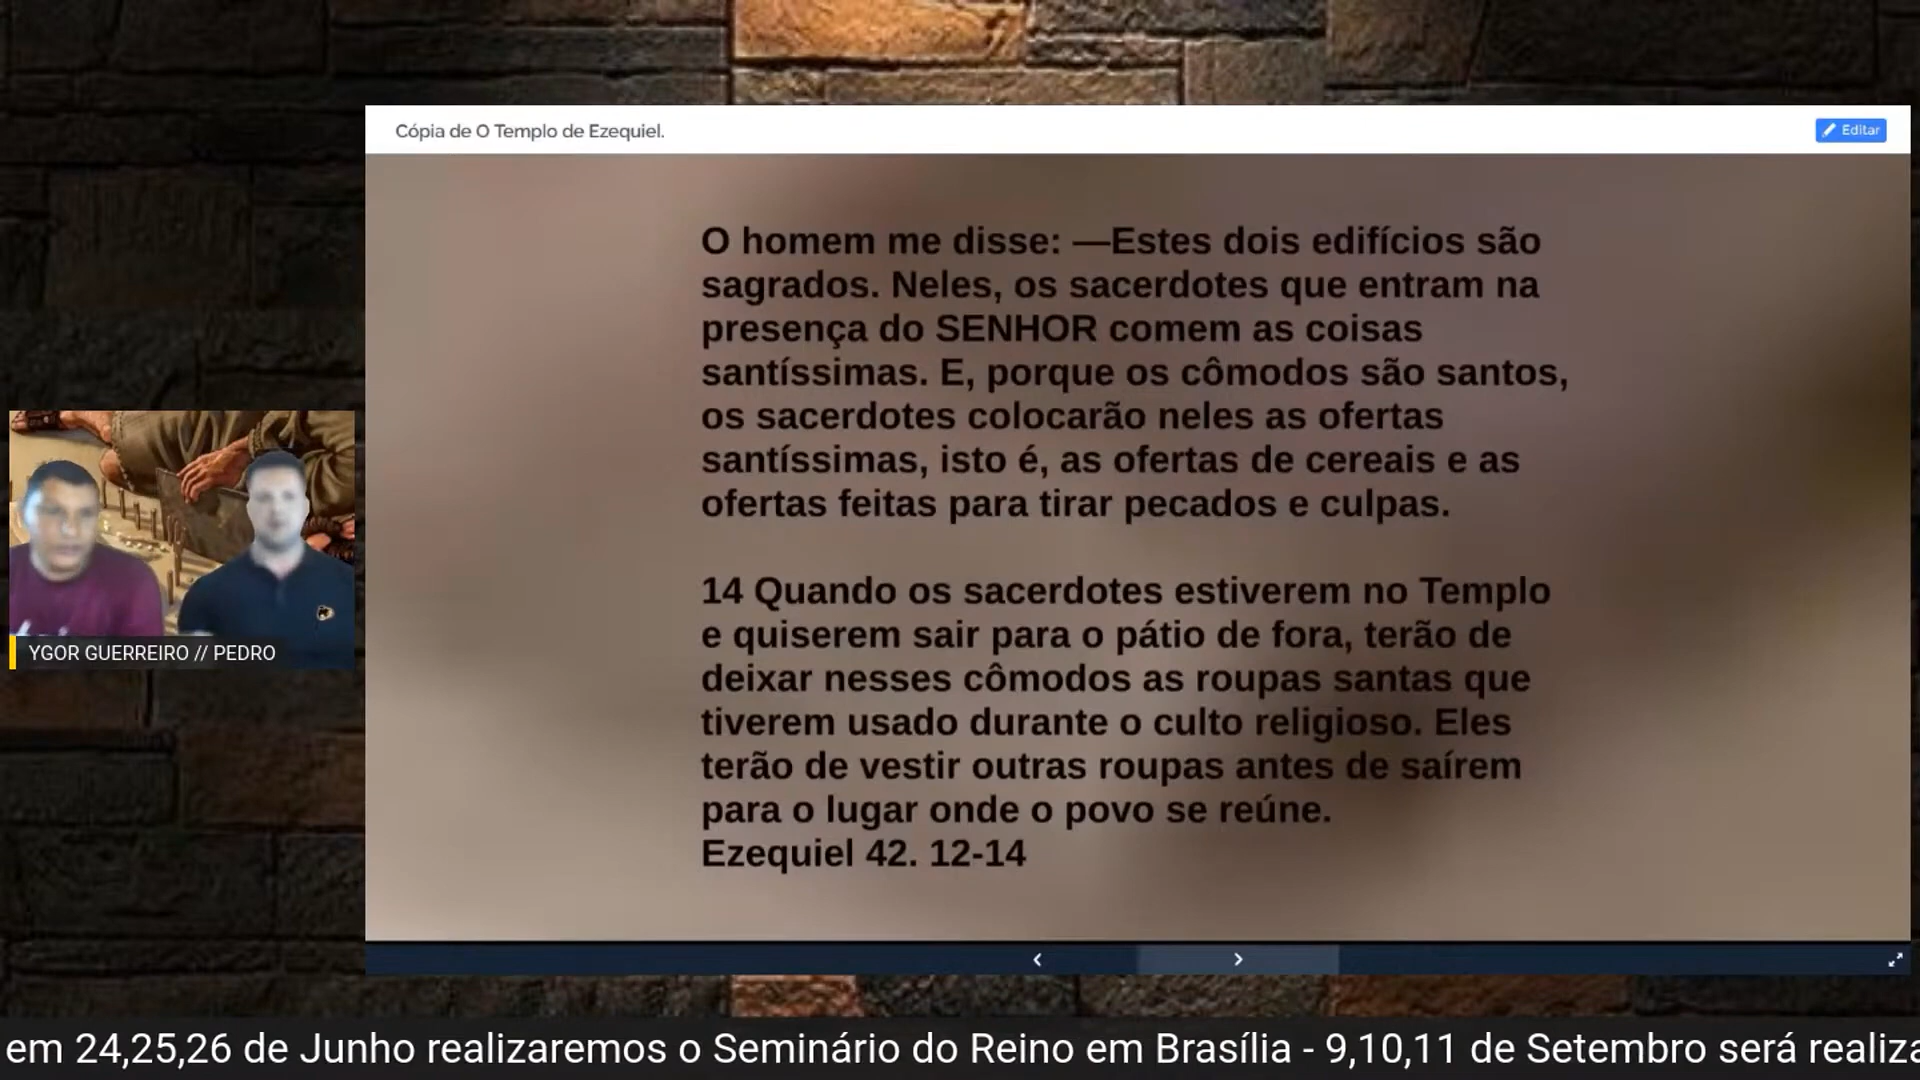 Cópia de O Templo de Ezequiel.
Editar
O homem me disse: —Estes dois edifícios são
sagrados. Neles, os sacerdotes que entram na
presença do SENHOR comem as coisas
santíssimas. E, porque os cômodos são santos,
os sacerdotes colocarão neles as ofertas
santíssimas, isto é, as ofertas de cereais e as
ofertas feitas para tirar pecados e culpas.
14 Quando os sacerdotes estiverem no Templo
e quiserem sair para o pátio de fora, terão de
deixar nesses cômodos as roupas santas que
tiverem usado durante o culto religioso. Eles
terão de vestir outras roupas antes de saírem
para o lugar onde o povo se reúne.
Ezequiel 42. 12-14
YGOR GUERREIRO // PEDRO
em 24,25,26 de Junho realizaremos o Seminário do Reino em Brasília - 9,10,11 de Setembro será realiza